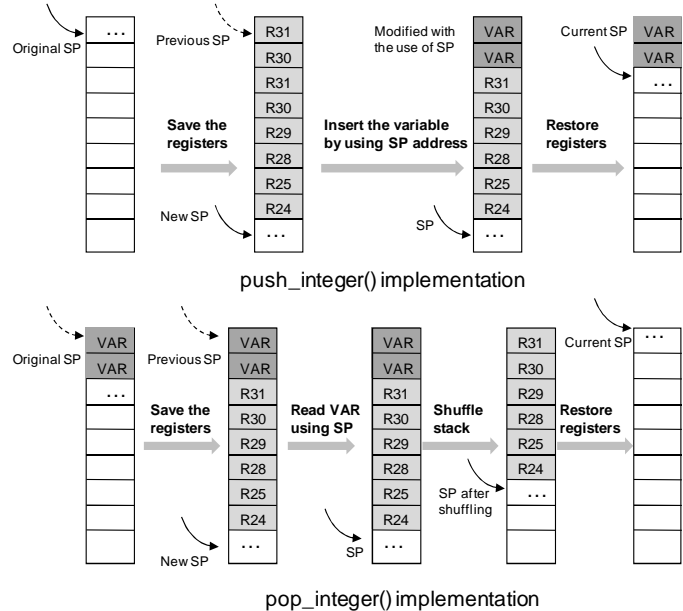 Original SP
...
Previous SP
R31
R30
R31
R30
R29
R28
R25
R24
...
New SP
Save the
registers
Modified with
the use of SP
VAR
VAR
R31
R30
R29
R28
R25
R24
...
SP
Insert the variable
by using SP address
Current SP
VAR
VAR
...
Restore
registers
push_integer() implementation
Original SP
VAR
VAR
...
Previous SP
VAR
VAR
R31
R30
R29
R28
R25
R24
...
New SP
Save the
registers
VAR
VAR
R31
R30
R29
R28
R25
R24
...
SP
Read VAR
using SP
R31
R30
R29
R28
R25
R24
...
SP after
shuffling
Shuffle
stack
Current SP
...
Restore
registers
pop_integer() implementation